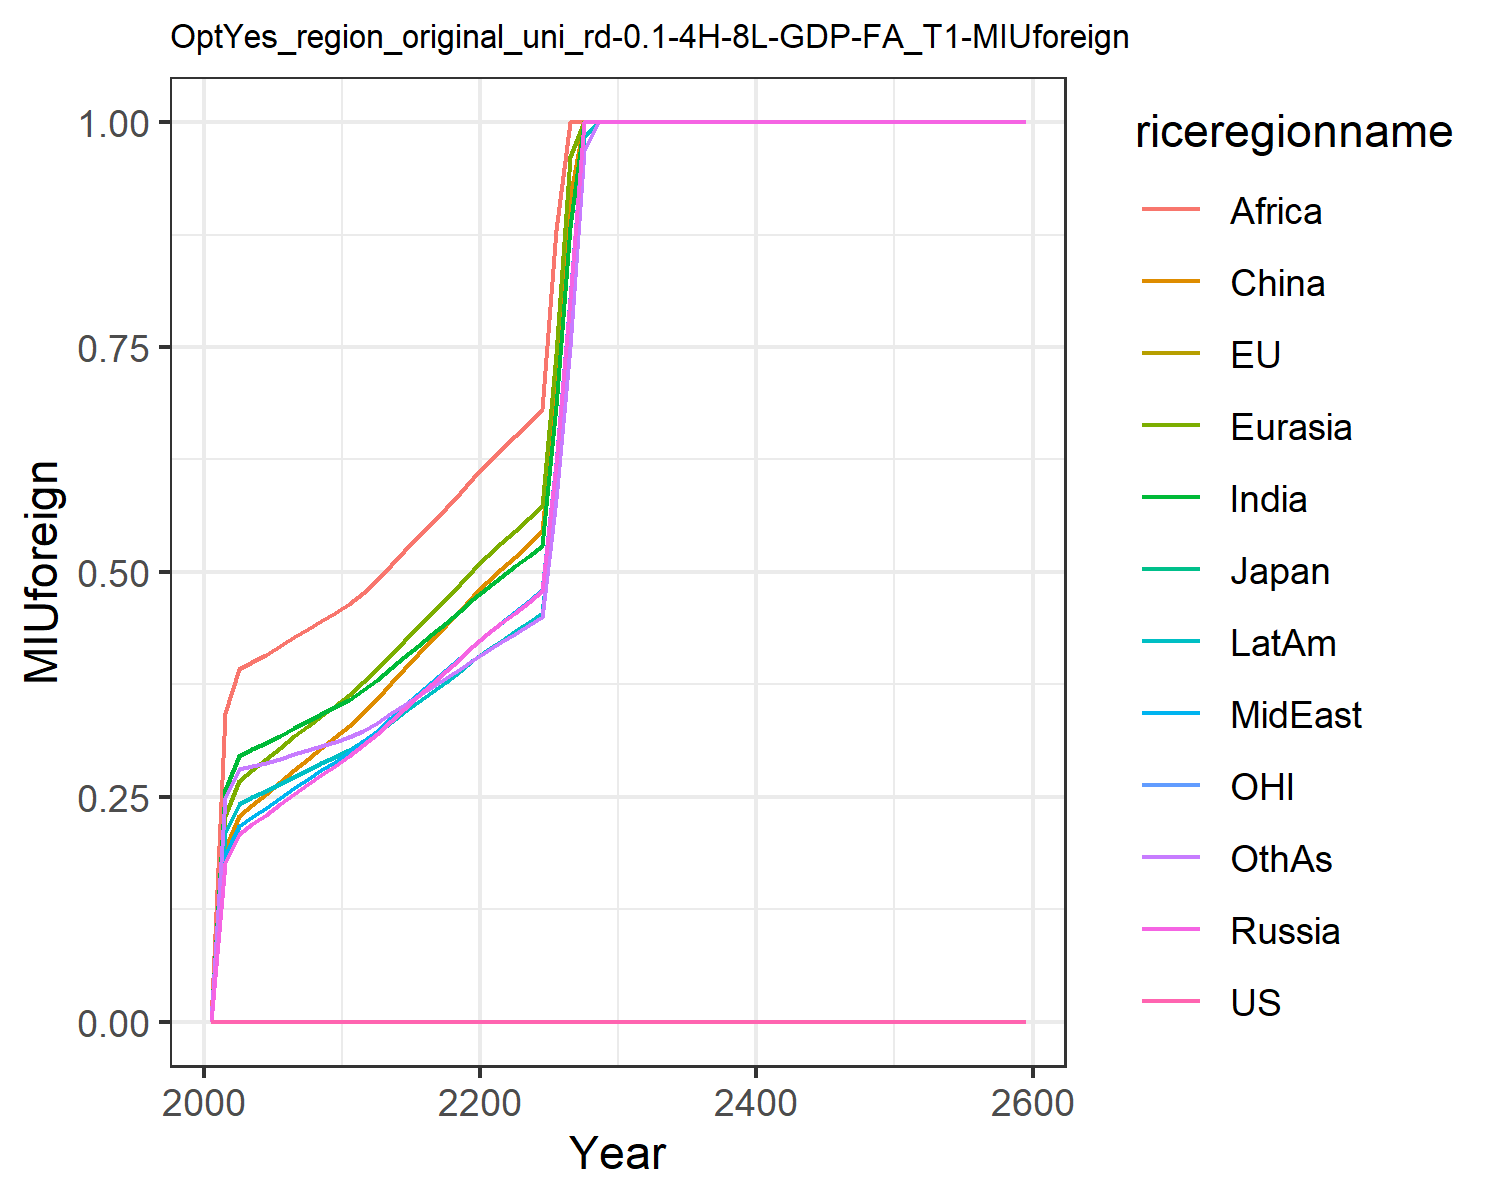 OptYes_region_original_uni_rd-0.1-4H-8L-GDP-FA_T1-MIUforeign
1.00
0.75
0.50
0.25
0.00
MIUforeign
2000
2200
2400
2600
Year
riceregionname
Africa
China
EU
Eurasia
India
Japan
LatAm
MidEast
OHI
OthAs
Russia
US